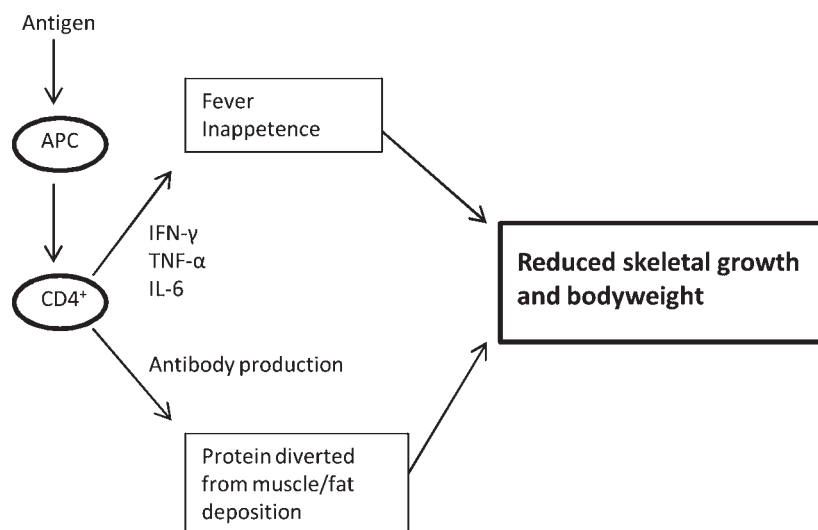 Antigen
APC
CD4⁺
Fever
Inappetence
IFN-γ
TNF-α
IL-6
Antibody production
Protein diverted
from muscle/fat
deposition
Reduced skeletal growth
and bodyweight